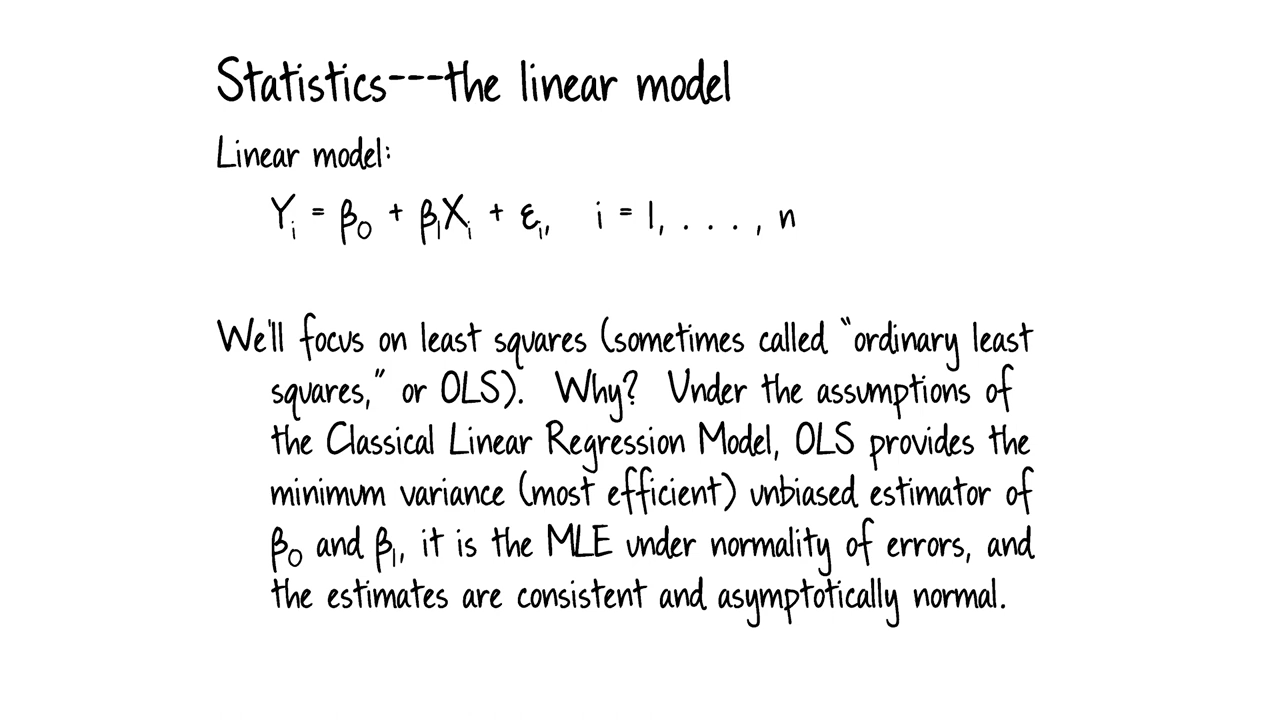 Statistics---the linear model
Linear model:
Yᵢ = β₀ + β₁Xᵢ + εᵢ, i = 1, . . . , n
We'll focus on least squares (sometimes called “ordinary least
squares,” or OLS). Why? Under the assumptions of
the Classical Linear Regression Model, OLS provides the
minimum variance (most efficient) unbiased estimator of
β₀ and β₁, it is the MLE under normality of errors, and
the estimates are consistent and asymptotically normal.